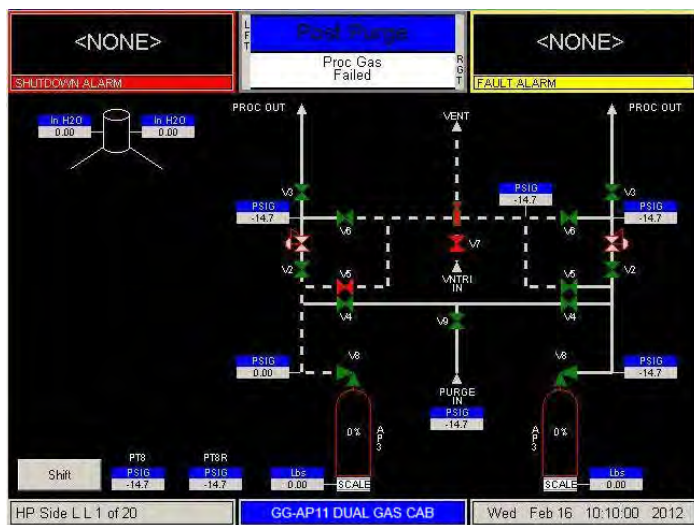 <NONE>
SHUTDOWN ALARM
LFT
Post Purge
Proc Gas
Failed
RGT
<NONE>
FAULT ALARM
In H2O
0.00
In H2O
0.00
PROC OUT
VENT
PROC OUT
V3
PSIG
-14.7
V6
PSIG
-14.7
V3
V6
PSIG
-14.7
V7
V2
V5
VNTRI
IN
V5
V2
V4
V9
V4
PSIG
0.00
V8
PURGE
IN
PSIG
-14.7
V8
PSIG
-14.7
0%
AP3
0%
AP3
Shift
PT8
PSIG
-14.7
PT8R
PSIG
-14.7
Lbs
0.00
SCALE
SCALE
Lbs
0.00
HP Side L L 1 of 20
GG-AP11 DUAL GAS CAB
Wed Feb 16 10:10:00 2012